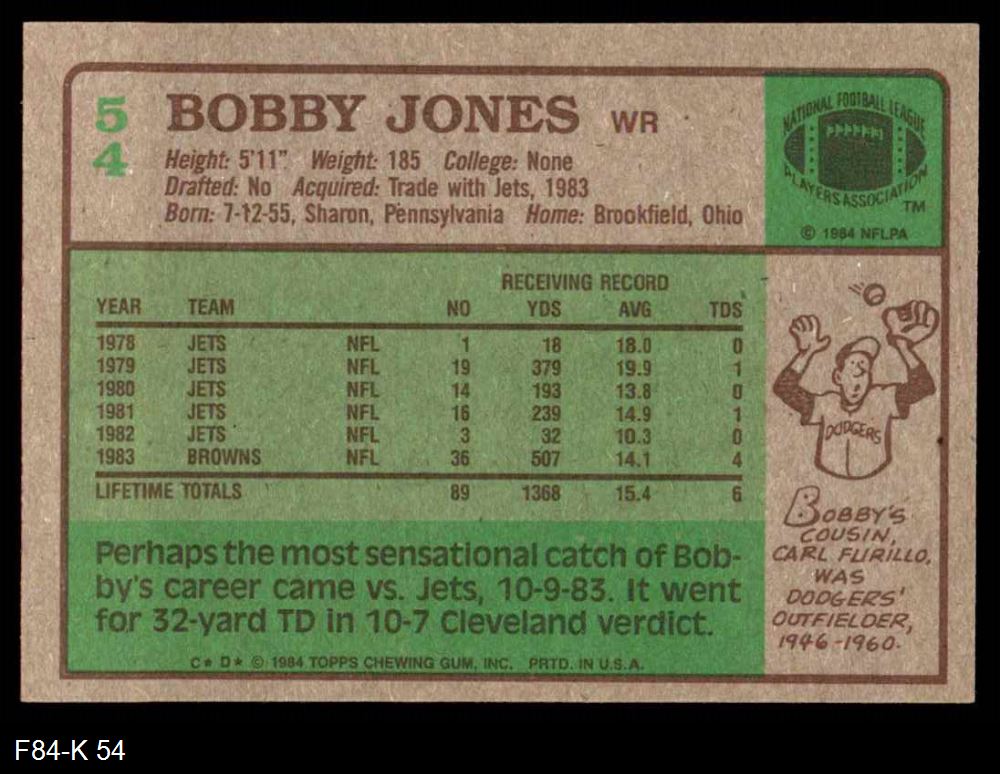 54
BOBBY JONES WR
Height: 5'11" Weight: 185 College: None
Drafted: No Acquired: Trade with Jets, 1983
Born: 7-12-55, Sharon, Pennsylvania Home: Brookfield, Ohio
NATIONAL FOOTBALL LEAGUE
PLAYERS ASSOCIATION
TM
© 1984 NFLPA
RECEIVING RECORD
YEAR TEAM NO YDS AVG TDS
1978 JETS NFL 1 18 18.0 0
1979 JETS NFL 19 379 19.9 1
1980 JETS NFL 14 193 13.8 0
1981 JETS NFL 16 239 14.9 1
1982 JETS NFL 3 32 10.3 0
1983 BROWNS NFL 36 507 14.1 4
LIFETIME TOTALS 89 1368 15.4 6
Perhaps the most sensational catch of Bob-
by's career came vs. Jets, 10-9-83. It went
for 32-yard TD in 10-7 Cleveland verdict.
C* D* © 1984 TOPPS CHEWING GUM, INC. PRTD. IN U.S.A.
DODGERS
BOBBY'S
COUSIN,
CARL FURILLO,
WAS
DODGERS'
OUTFIELDER,
1946-1960.
F84-K 54